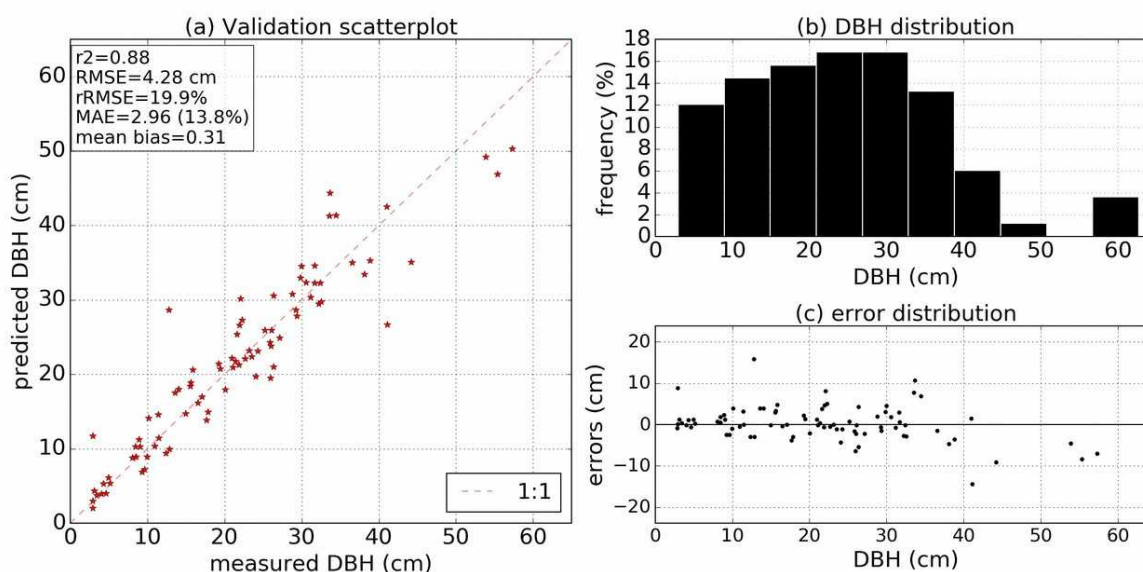 (a) Validation scatterplot
r2=0.88
RMSE=4.28 cm
rRMSE=19.9%
MAE=2.96 (13.8%)
mean bias=0.31
60
50
40
30
20
10
0
predicted DBH (cm)
0 10 20 30 40 50 60
measured DBH (cm)
1:1
(b) DBH distribution
18
16
14
12
10
8
6
4
2
0
frequency (%)
0 10 20 30 40 50 60
DBH (cm)
(c) error distribution
20
10
0
−10
−20
errors (cm)
0 10 20 30 40 50 60
DBH (cm)